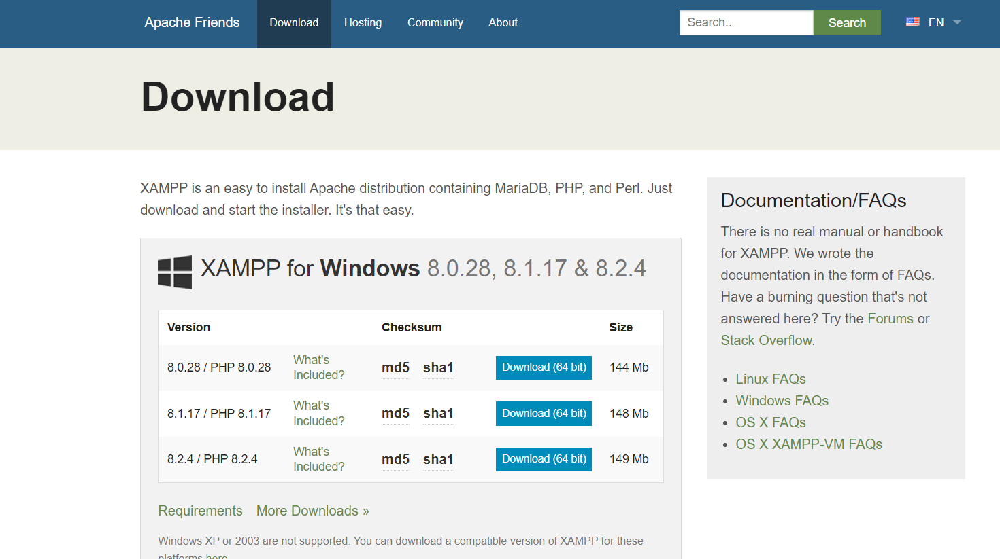 Apache Friends Download Hosting Community About Search.. Search EN
Download
XAMPP is an easy to install Apache distribution containing MariaDB, PHP, and Perl. Just
download and start the installer. It's that easy.
XAMPP for Windows 8.0.28, 8.1.17 & 8.2.4
Version Checksum Size
8.0.28 / PHP 8.0.28 What's
Included? md5 sha1 Download (64 bit) 144 Mb
8.1.17 / PHP 8.1.17 What's
Included? md5 sha1 Download (64 bit) 148 Mb
8.2.4 / PHP 8.2.4 What's
Included? md5 sha1 Download (64 bit) 149 Mb
Requirements More Downloads »
Windows XP or 2003 are not supported. You can download a compatible version of XAMPP for these
platforms here
Documentation/FAQs
There is no real manual or handbook
for XAMPP. We wrote the
documentation in the form of FAQs.
Have a burning question that's not
answered here? Try the Forums or
Stack Overflow.
• Linux FAQs
• Windows FAQs
• OS X FAQs
• OS X XAMPP-VM FAQs